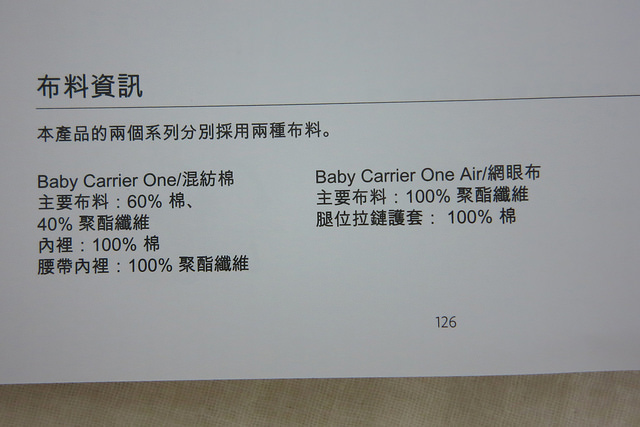 布料資訊
本產品的兩個系列分別採用兩種布料。
Baby Carrier One/混紡棉
主要布料：60% 棉、
40% 聚酯纖維
內裡：100% 棉
腰帶內裡：100% 聚酯纖維
Baby Carrier One Air/網眼布
主要布料：100% 聚酯纖維
腿位拉鏈護套： 100% 棉
126